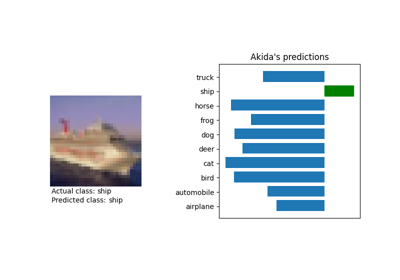 Akida's predictions
truck
ship
horse
frog
dog
deer
cat
bird
automobile
airplane
Actual class: ship
Predicted class: ship